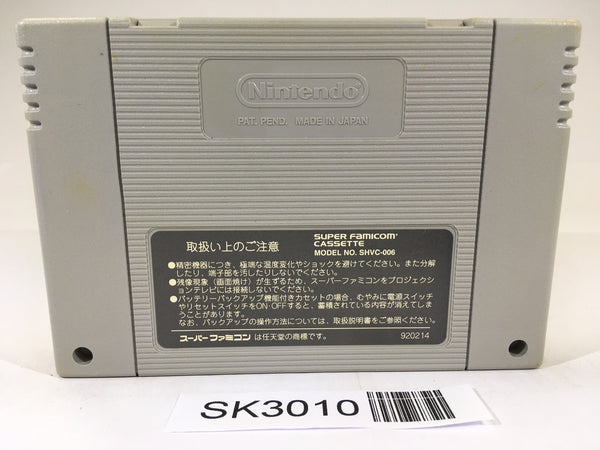 Nintendo
PAT. PEND. MADE IN JAPAN
取扱い上のご注意
SUPER FAMICOM
CASSETTE
MODEL NO. SHVC-006
●精密機器につき、極端な温度変化やショックを避けてください。また分解
したり、端子部を汚したりしないでください。
●残像現象(画面焼け)が生ずるため、スーパーファミコンをプロジェクシ
ョンテレビには接続しないでください。
●バッテリーバックアップ機能付きカセットの場合、むやみに電源スイッチ
やリセットスイッチをON・OFFすると、蓄積されている内容が消えてしま
うことがあります。
なお、バックアップの操作方法については、取扱説明書をご参照ください。
スーパーファミコン は任天堂の商標です。
920214
SK3010